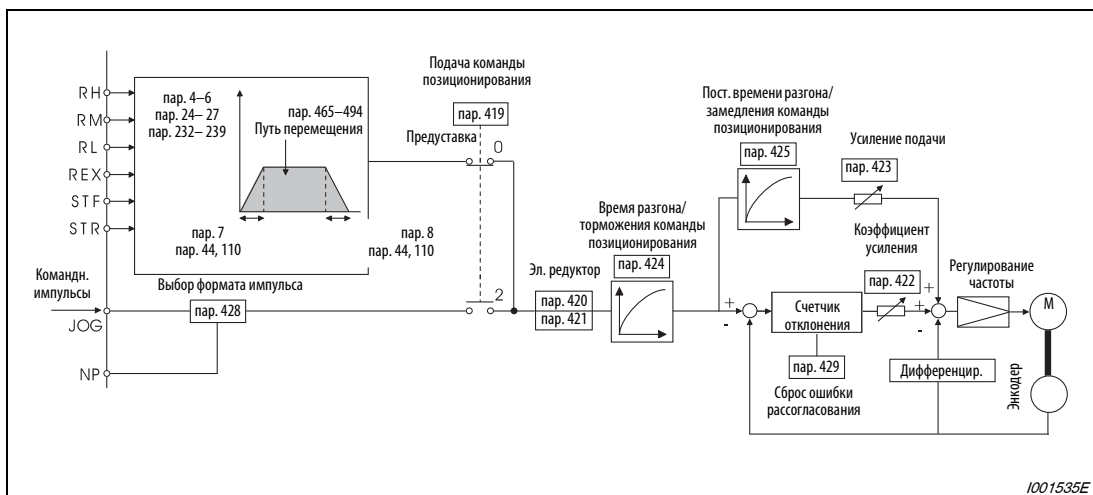 RH
RM
RL
REX
STF
STR
пар. 4–6
пар. 24– 27
пар. 232– 239
пар. 465–494
Путь перемещения
пар. 7
пар. 44, 110
пар. 8
пар. 44, 110
Командн.
импульсы
JOG
NP
Выбор формата импульса
пар. 428
Подача команды
позиционирования
пар. 419
Предуставка
0
2
Эл. редуктор
пар. 420
пар. 421
Время разгона/
торможения команды
позиционирования
пар. 424
Пост. времени разгона/
замедления команды
позиционирования
пар. 425
Усиление подачи
пар. 423
Коэффициент
усиления
пар. 422
+
-
Счетчик
отклонения
пар. 429
Сброс ошибки
рассогласования
+
+
-
Дифференцир.
Регулирование
частоты
M
Энкодер
I001535E